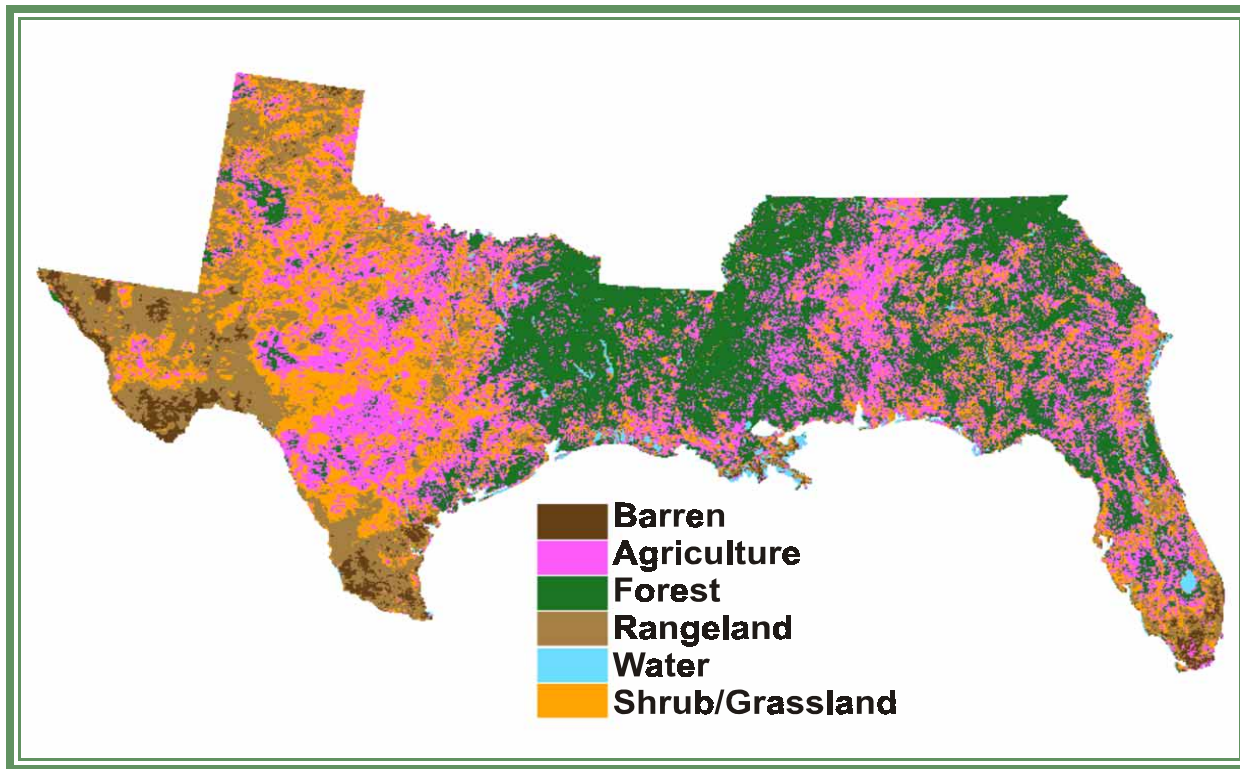 Barren
Agriculture
Forest
Rangeland
Water
Shrub/Grassland